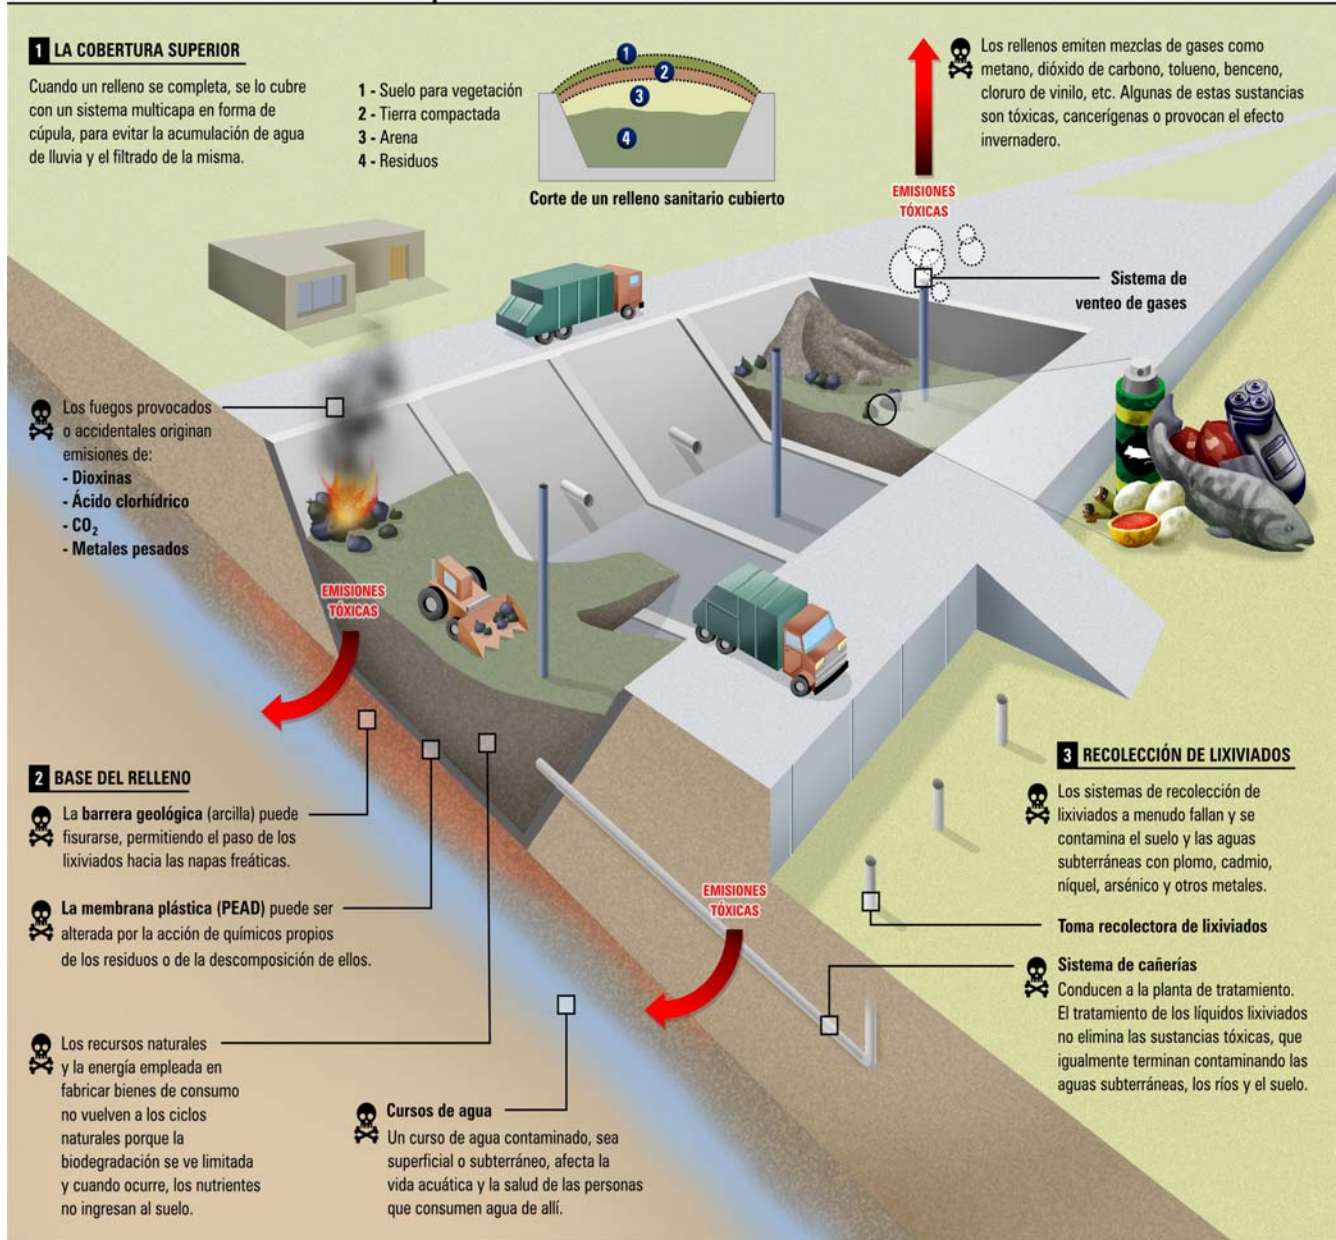 1 LA COBERTURA SUPERIOR
Cuando un relleno se completa, se lo cubre
con un sistema multicapa en forma de
cúpula, para evitar la acumulación de agua
de lluvia y el filtrado de la misma.
1 - Suelo para vegetación
2 - Tierra compactada
3 - Arena
4 - Residuos
1
2
3
4
Corte de un relleno sanitario cubierto
Los rellenos emiten mezclas de gases como
metano, dióxido de carbono, tolueno, benceno,
cloruro de vinilo, etc. Algunas de estas sustancias
son tóxicas, cancerígenas o provocan el efecto
invernadero.
EMISIONES
TÓXICAS
Sistema de
venteo de gases
Los fuegos provocados
o accidentales originan
emisiones de:
- Dioxinas
- Ácido clorhídrico
- CO₂
- Metales pesados
EMISIONES
TÓXICAS
2 BASE DEL RELLENO
La barrera geológica (arcilla) puede
fisurarse, permitiendo el paso de los
lixiviados hacia las napas freáticas.
La membrana plástica (PEAD) puede ser
alterada por la acción de químicos propios
de los residuos o de la descomposición de ellos.
Los recursos naturales
y la energía empleada en
fabricar bienes de consumo
no vuelven a los ciclos
naturales porque la
biodegradación se ve limitada
y cuando ocurre, los nutrientes
no ingresan al suelo.
Cursos de agua
Un curso de agua contaminado, sea
superficial o subterráneo, afecta la
vida acuática y la salud de las personas
que consumen agua de allí.
EMISIONES
TÓXICAS
3 RECOLECCIÓN DE LIXIVIADOS
Los sistemas de recolección de
lixiviados a menudo fallan y se
contamina el suelo y las aguas
subterráneas con plomo, cadmio,
níquel, arsénico y otros metales.
Toma recolectora de lixiviados
Sistema de cañerías
Conducen a la planta de tratamiento.
El tratamiento de los líquidos lixiviados
no elimina las sustancias tóxicas, que
igualmente terminan contaminando las
aguas subterráneas, los ríos y el suelo.